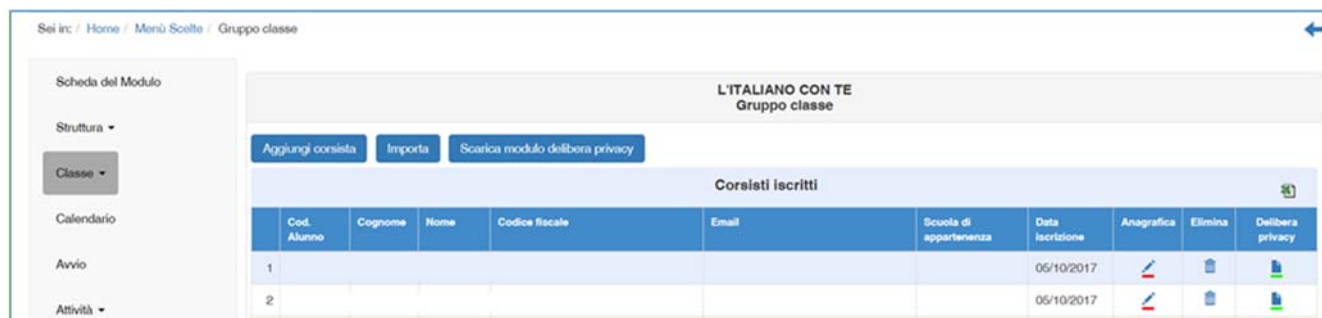 Sei in: / Home / Menù Scelte / Gruppo classe
Scheda del Modulo
Struttura
Classe
Calendario
Avvio
Attività
L'ITALIANO CON TE
Gruppo classe
Aggiungi corsista Importa Scarica modulo delibera privacy
Corsisti iscritti
Cod. Alunno Cognome Nome Codice fiscale Email Scuola di appartenenza Data iscrizione Anagrafica Elimina Delibera privacy
1 05/10/2017
2 05/10/2017